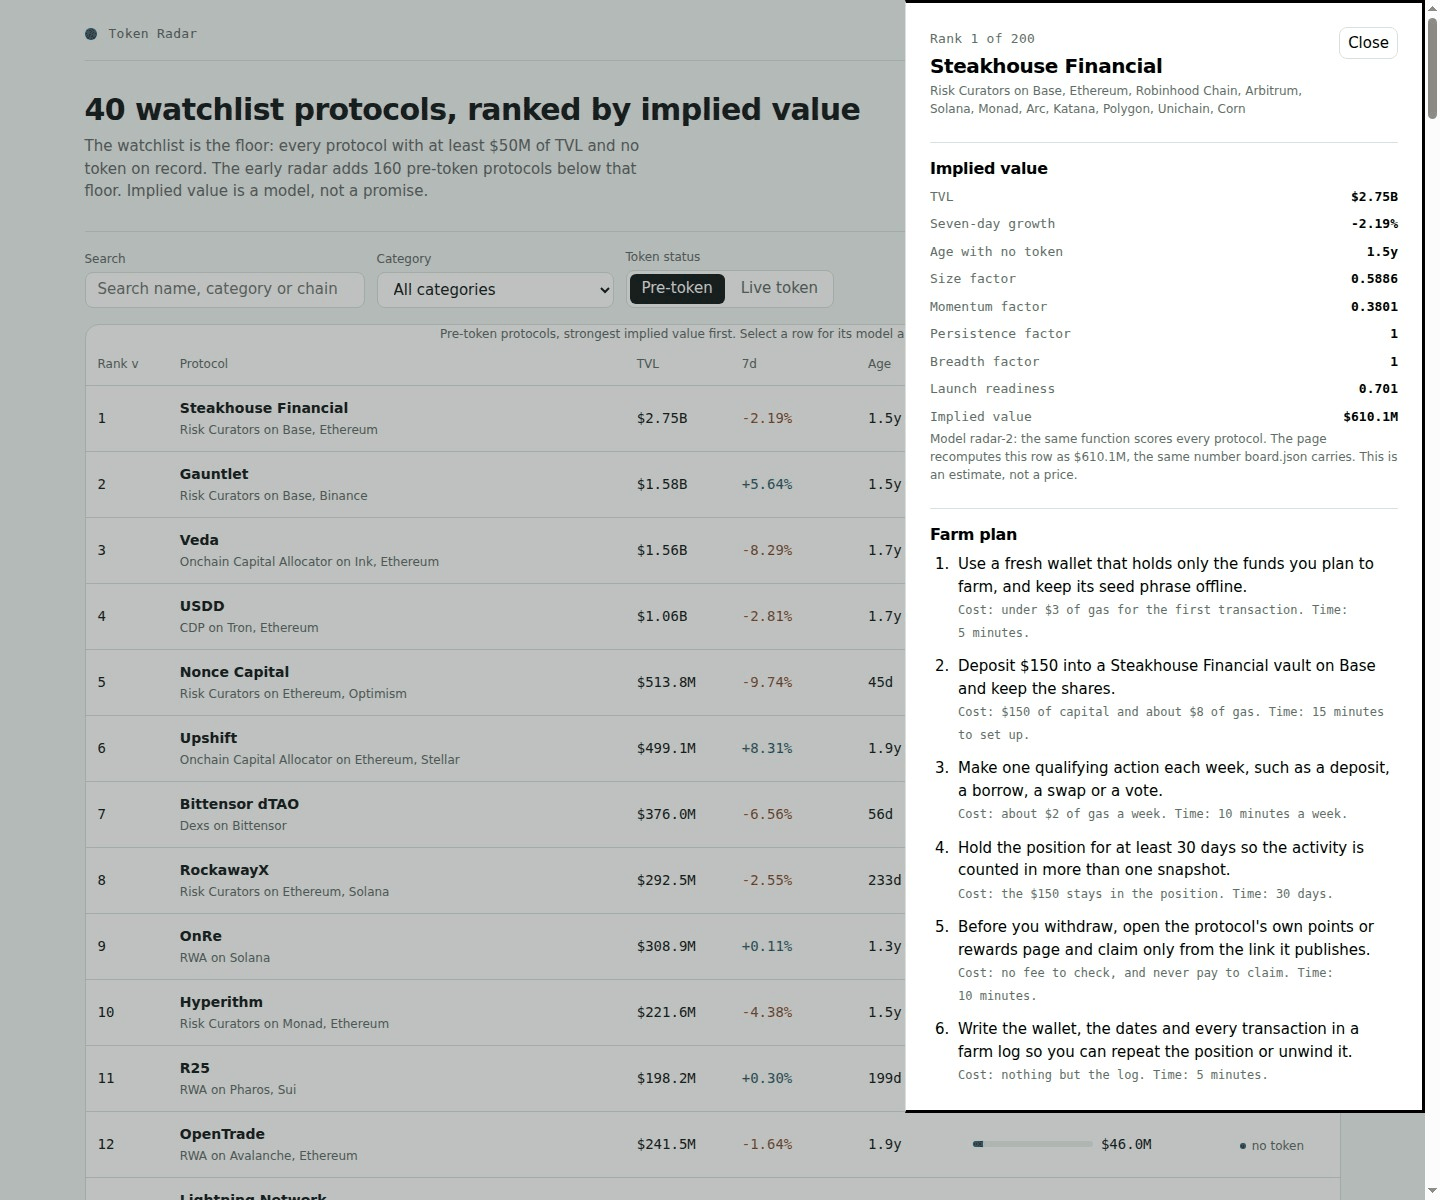 Token Radar
40 watchlist protocols, ranked by implied value
The watchlist is the floor: every protocol with at least $50M of TVL and no
token on record. The early radar adds 160 pre-token protocols below that
floor. Implied value is a model, not a promise.
Search
Category
Token status
Search name, category or chain
All categories
Pre-token
Live token
Pre-token protocols, strongest implied value first. Select a row for its model a
Rank v Protocol TVL 7d Age
1 Steakhouse Financial $2.75B -2.19% 1.5y
Risk Curators on Base, Ethereum
2 Gauntlet $1.58B +5.64% 1.5y
Risk Curators on Base, Binance
3 Veda $1.56B -8.29% 1.7y
Onchain Capital Allocator on Ink, Ethereum
4 USDD $1.06B -2.81% 1.7y
CDP on Tron, Ethereum
5 Nonce Capital $513.8M -9.74% 45d
Risk Curators on Ethereum, Optimism
6 Upshift $499.1M +8.31% 1.9y
Onchain Capital Allocator on Ethereum, Stellar
7 Bittensor dTAO $376.0M -6.56% 56d
Dexs on Bittensor
8 RockawayX $292.5M -2.55% 233d
Risk Curators on Ethereum, Solana
9 OnRe $308.9M +0.11% 1.3y
RWA on Solana
10 Hyperithm $221.6M -4.38% 1.5y
Risk Curators on Monad, Ethereum
11 R25 $198.2M +0.30% 199d
RWA on Pharos, Sui
12 OpenTrade $241.5M -1.64% 1.9y $46.0M no token
RWA on Avalanche, Ethereum
Lightning Network
Rank 1 of 200
Close
Steakhouse Financial
Risk Curators on Base, Ethereum, Robinhood Chain, Arbitrum,
Solana, Monad, Arc, Katana, Polygon, Unichain, Corn
Implied value
TVL $2.75B
Seven-day growth -2.19%
Age with no token 1.5y
Size factor 0.5886
Momentum factor 0.3801
Persistence factor 1
Breadth factor 1
Launch readiness 0.701
Implied value $610.1M
Model radar-2: the same function scores every protocol. The page
recomputes this row as $610.1M, the same number board.json carries. This is
an estimate, not a price.
Farm plan
1. Use a fresh wallet that holds only the funds you plan to
farm, and keep its seed phrase offline.
Cost: under $3 of gas for the first transaction. Time:
5 minutes.
2. Deposit $150 into a Steakhouse Financial vault on Base
and keep the shares.
Cost: $150 of capital and about $8 of gas. Time: 15 minutes
to set up.
3. Make one qualifying action each week, such as a deposit,
a borrow, a swap or a vote.
Cost: about $2 of gas a week. Time: 10 minutes a week.
4. Hold the position for at least 30 days so the activity is
counted in more than one snapshot.
Cost: the $150 stays in the position. Time: 30 days.
5. Before you withdraw, open the protocol's own points or
rewards page and claim only from the link it publishes.
Cost: no fee to check, and never pay to claim. Time:
10 minutes.
6. Write the wallet, the dates and every transaction in a
farm log so you can repeat the position or unwind it.
Cost: nothing but the log. Time: 5 minutes.